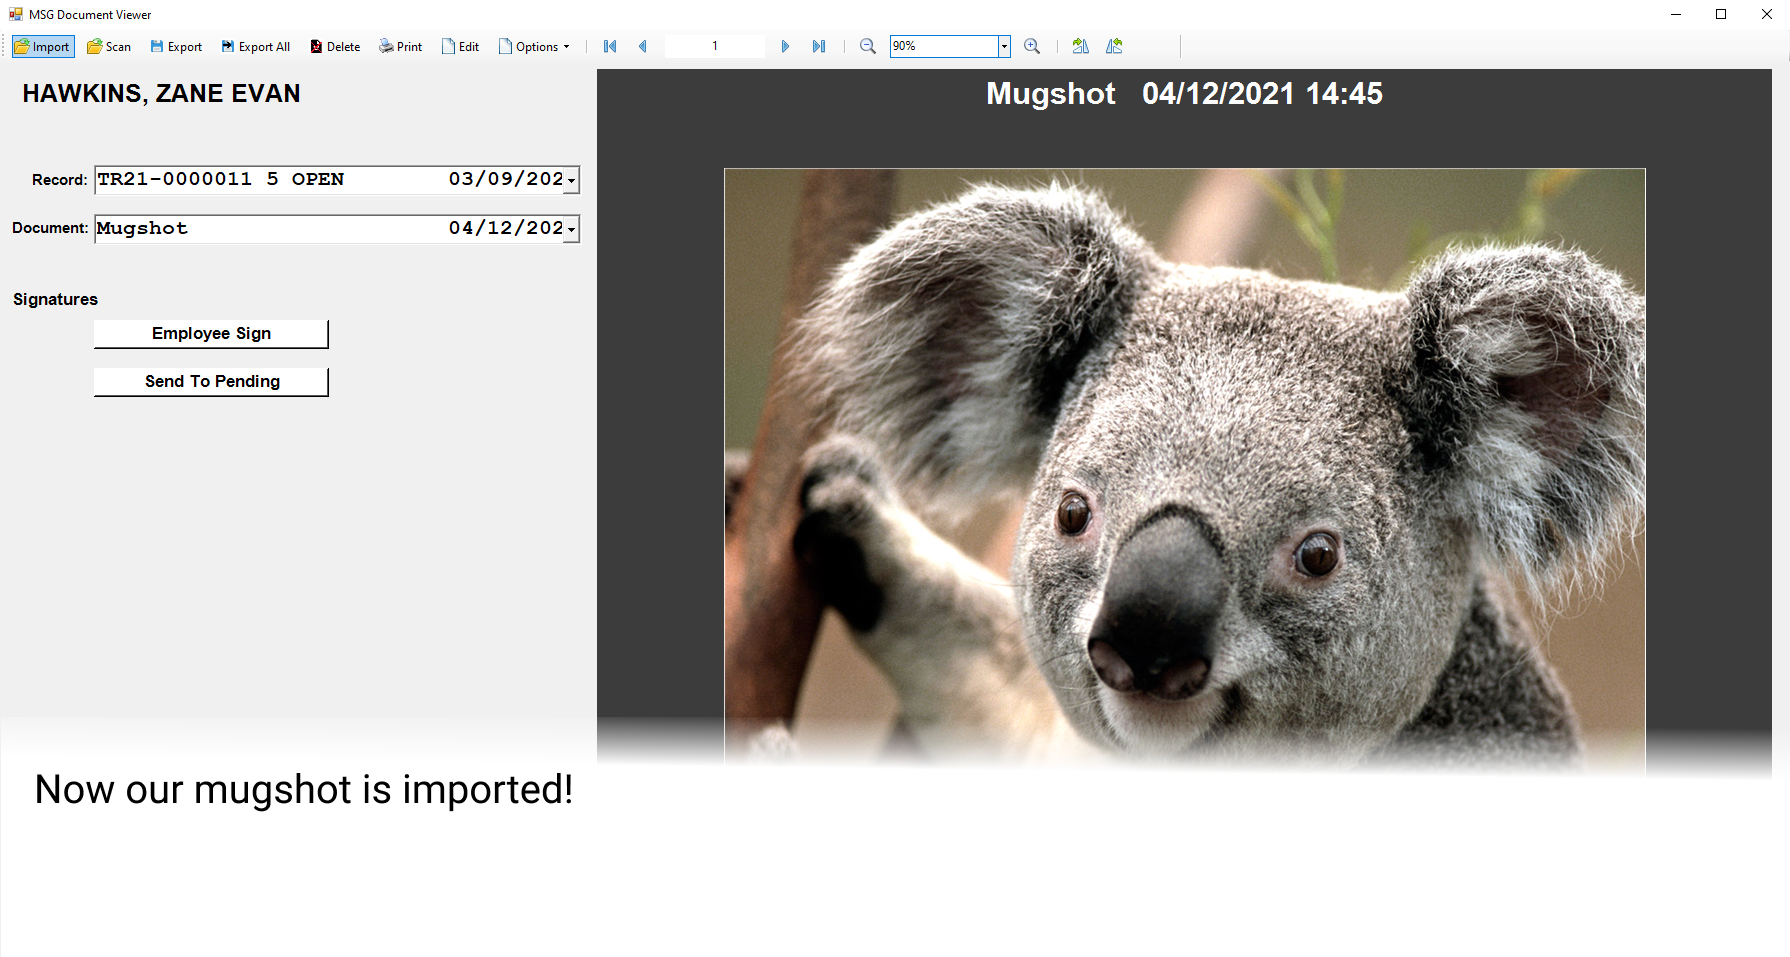 MSG Document Viewer
Import Scan Export Export All Delete Print Edit Options 1 90%
HAWKINS, ZANE EVAN
Mugshot 04/12/2021 14:45
Record: TR21-0000011 5 OPEN 03/09/202
Document: Mugshot 04/12/202
Signatures
Employee Sign
Send To Pending
Now our mugshot is imported!